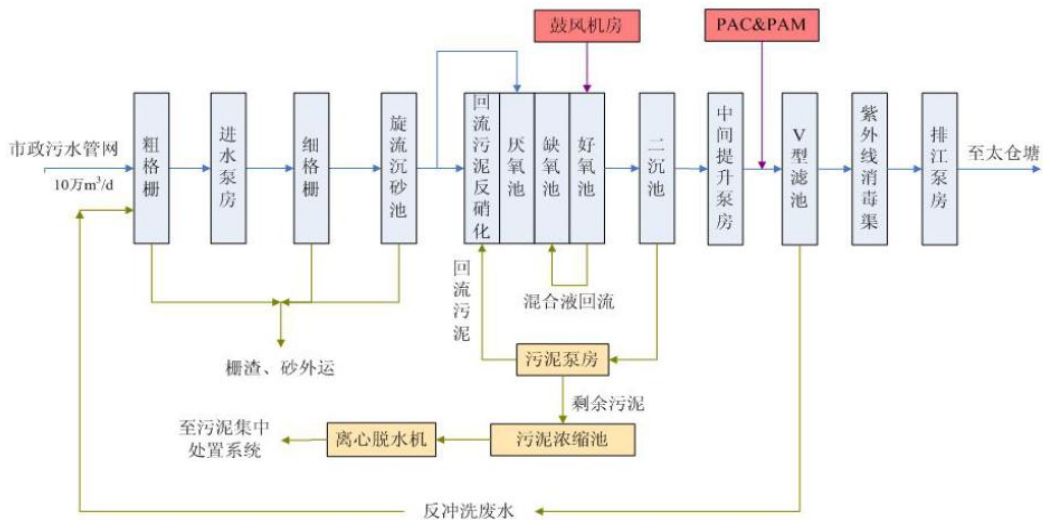 鼓风机房
PAC&PAM
市政污水管网
10万m³/d
粗格栅
进水泵房
细格栅
旋流沉砂池
回流污泥反硝化
厌氧池
缺氧池
好氧池
二沉池
中间提升泵房
V型滤池
紫外线消毒渠
排江泵房
至太仓塘
回流污泥
混合液回流
栅渣、砂外运
污泥泵房
剩余污泥
至污泥集中
处置系统
离心脱水机
污泥浓缩池
反冲洗废水